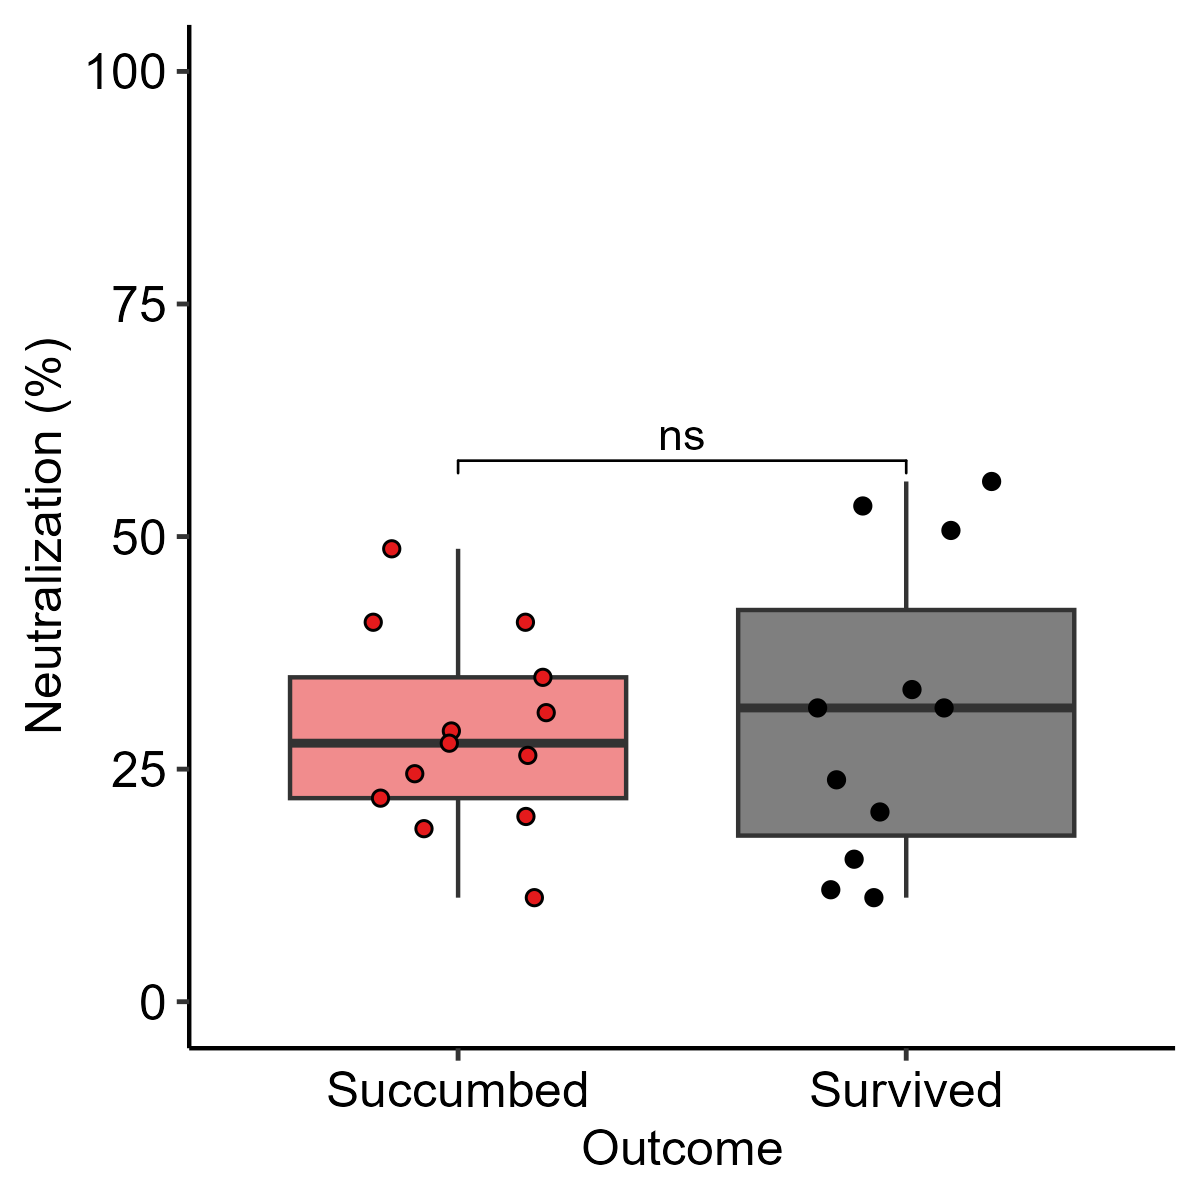 100
75
50
25
0
Neutralization (%)
ns
Succumbed
Survived
Outcome